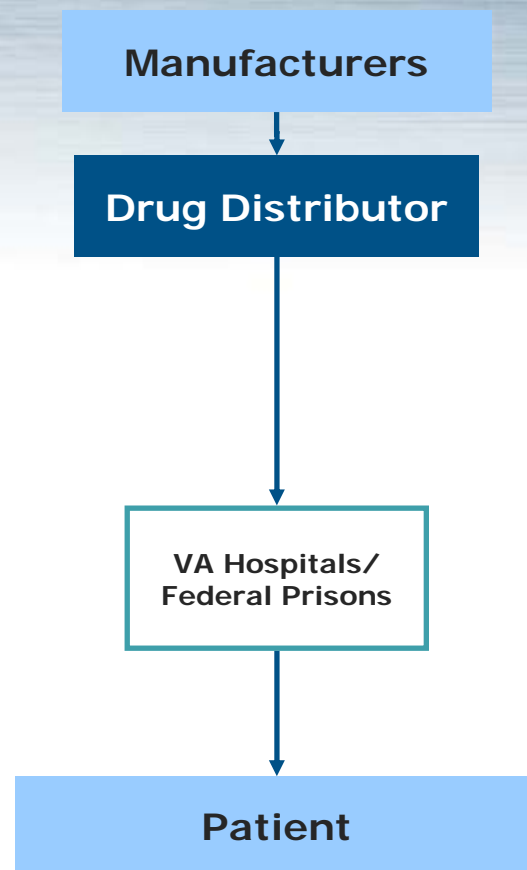 Manufacturers
Drug Distributor
VA Hospitals/
Federal Prisons
Patient